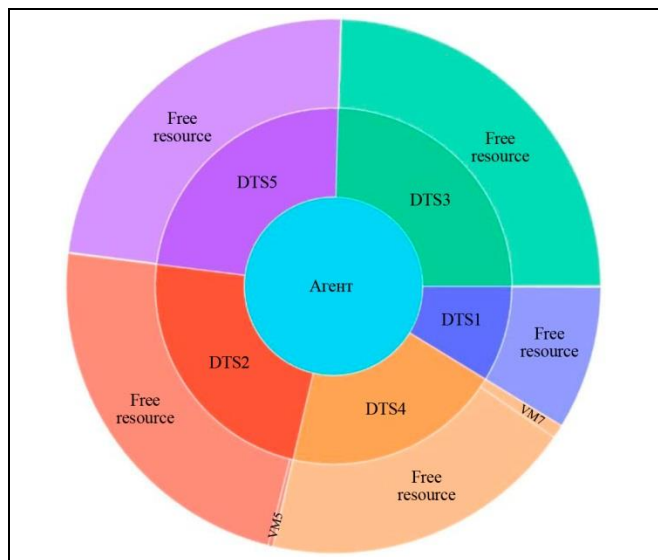 Free
resource
Free
resource
DTS5
DTS3
Агент
DTS1
Free
resource
DTS2
Free
resource
DTS4
VM7
Free
resource
VM5